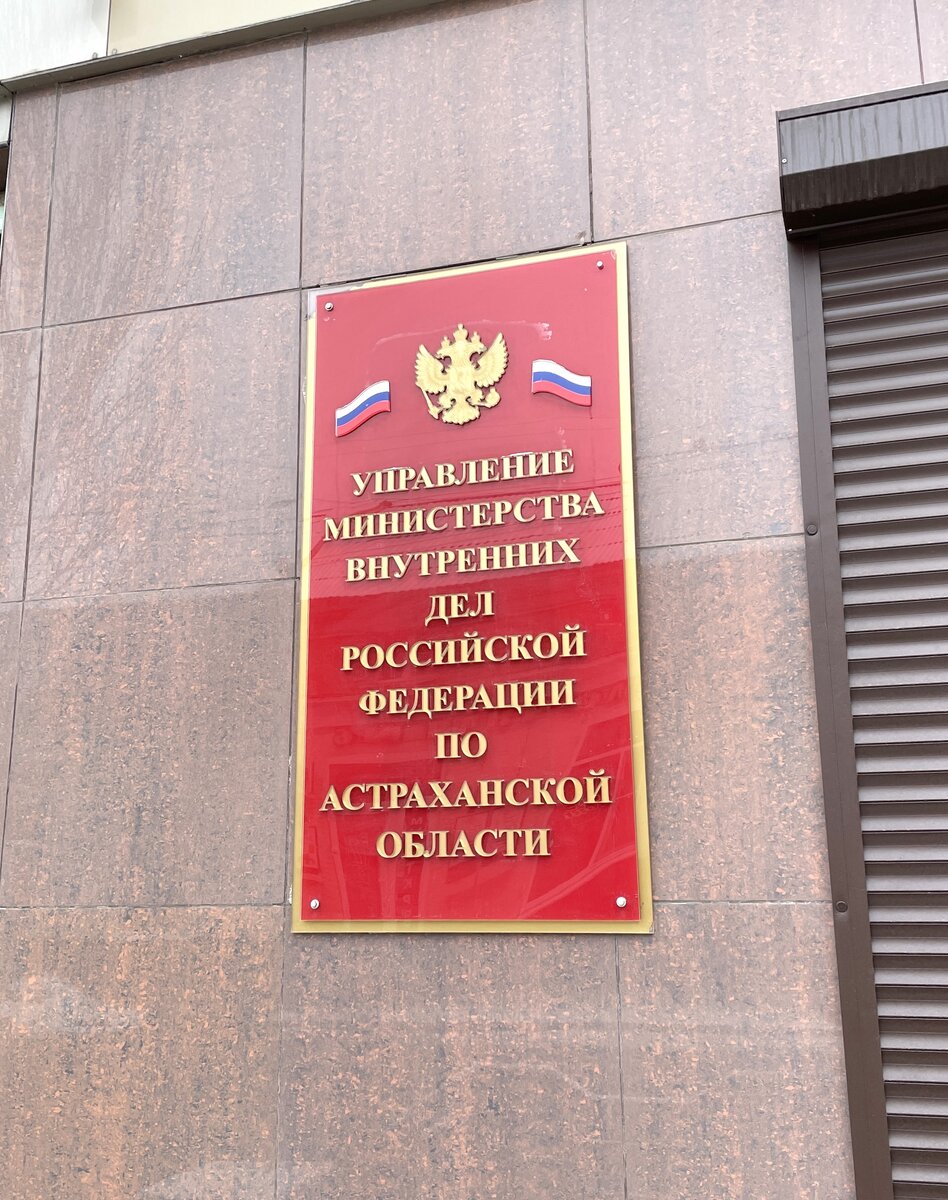 УПРАВЛЕНИЕ
МИНИСТЕРСТВА
ВНУТРЕННИХ
ДЕЛ
РОССИЙСКОЙ
ФЕДЕРАЦИИ
ПО
АСТРАХАНСКОЙ
ОБЛАСТИ